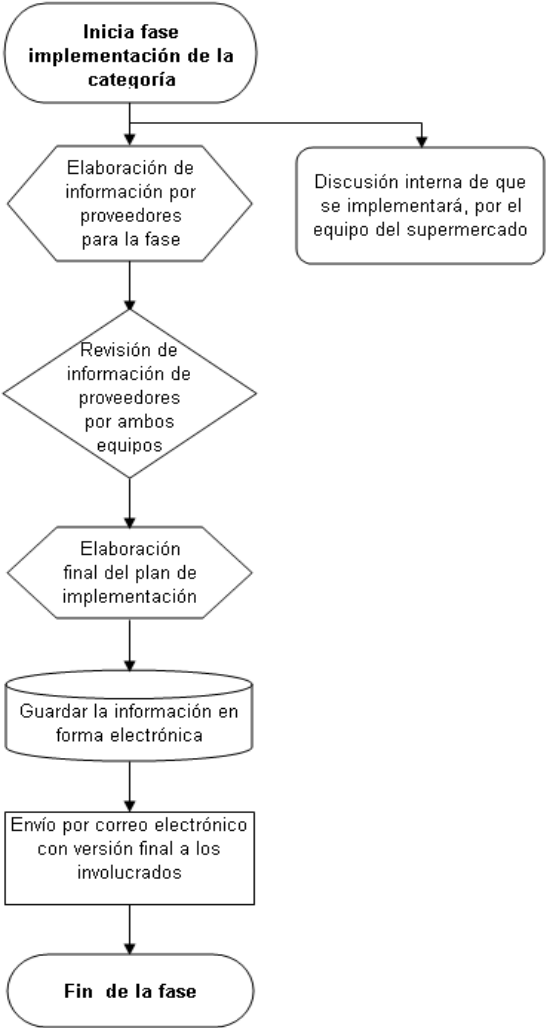 Inicia fase
implementación de la
categoría
Elaboración de
información por
proveedores
para la fase
Discusión interna de que
se implementará, por el
equipo del supermercado
Revisión de
información de
proveedores
por ambos
equipos
Elaboración
final del plan de
implementación
Guardar la información en
forma electrónica
Envío por correo electrónico
con versión final a los
involucrados
Fin de la fase